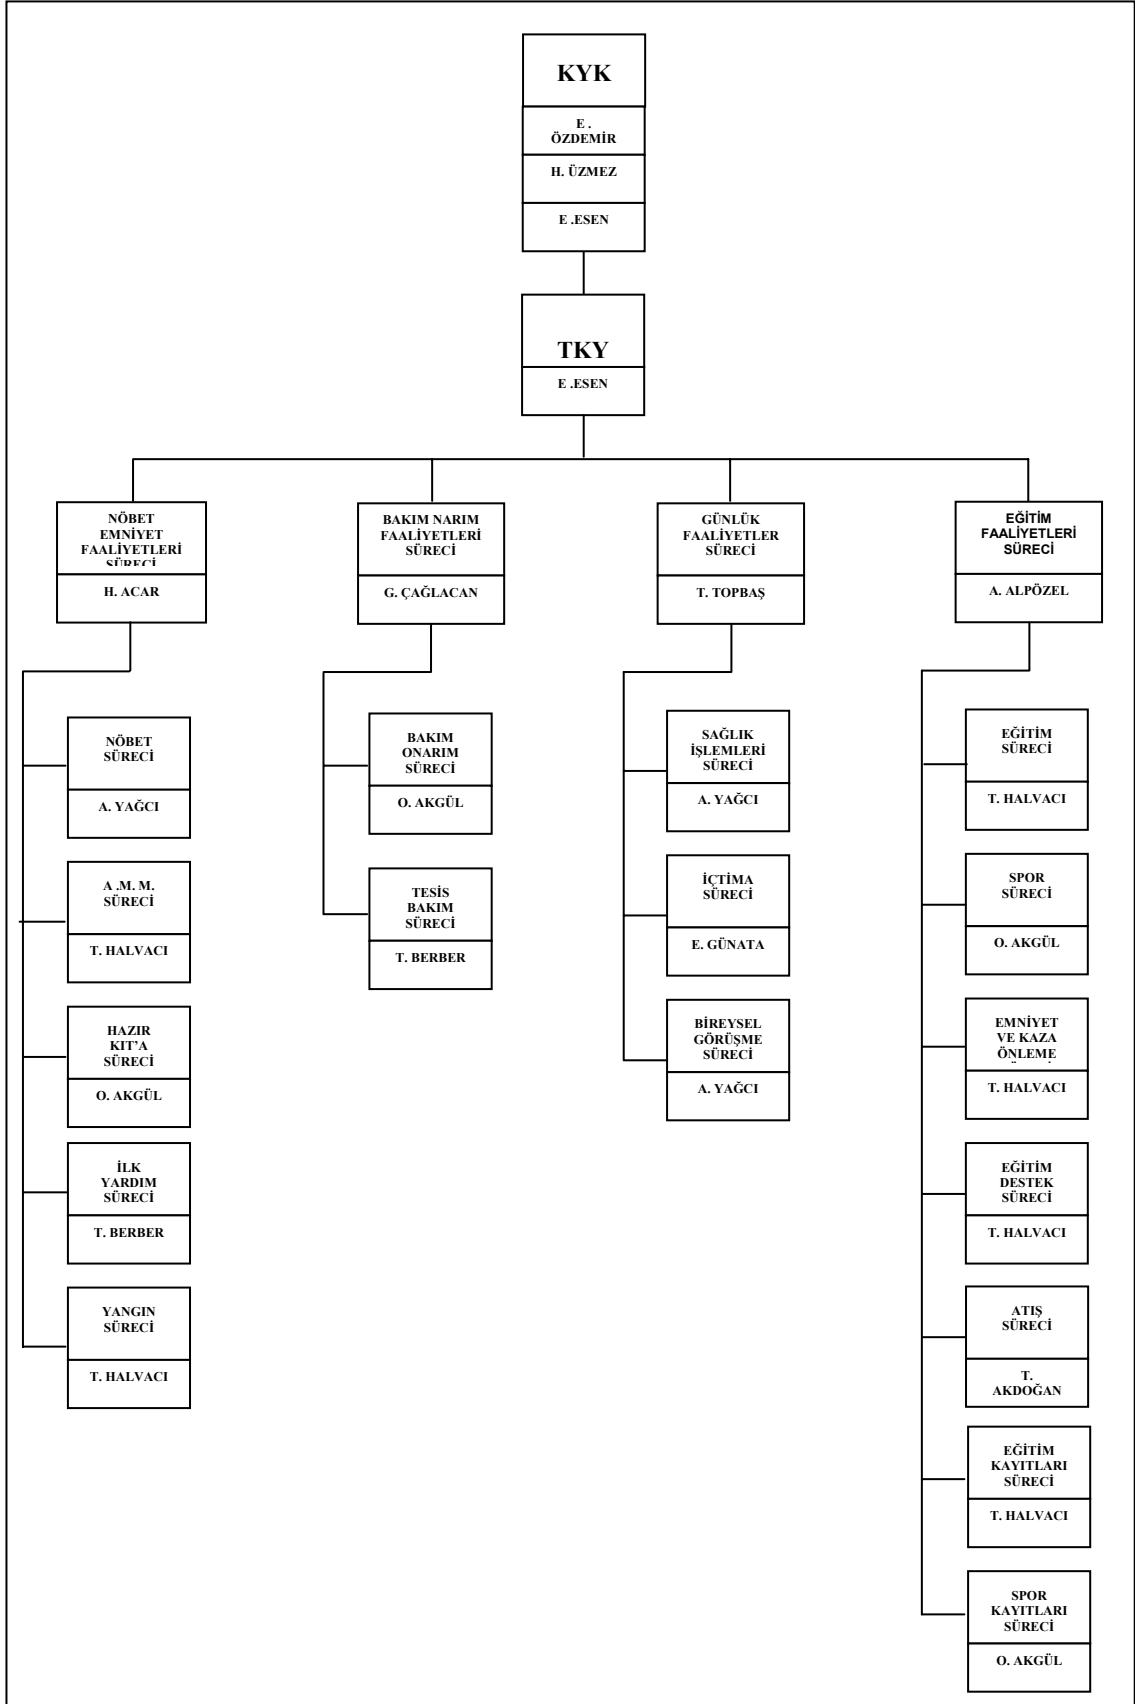 KYK
E .
ÖZDEMİR
H. ÜZMEZ
E .ESEN
TKY
E .ESEN
NÖBET
EMNİYET
FAALİYETLERİ
SÜRECİ
H. ACAR
BAKIM NARIM
FAALİYETLERİ
SÜRECİ
G. ÇAĞLACAN
GÜNLÜK
FAALİYETLER
SÜRECİ
T. TOPBAŞ
EĞİTİM
FAALİYETLERİ
SÜRECİ
A. ALPÖZEL
NÖBET
SÜRECİ
A. YAĞCI
A .M. M.
SÜRECİ
T. HALVACI
HAZIR
KIT'A
SÜRECİ
O. AKGÜL
İLK
YARDIM
SÜRECİ
T. BERBER
YANGIN
SÜRECİ
T. HALVACI
BAKIM
ONARIM
SÜRECİ
O. AKGÜL
TESİS
BAKIM
SÜRECİ
T. BERBER
SAĞLIK
İŞLEMLERİ
SÜRECİ
A. YAĞCI
İÇTİMA
SÜRECİ
E. GÜNATA
BİREYSEL
GÖRÜŞME
SÜRECİ
A. YAĞCI
EĞİTİM
SÜRECİ
T. HALVACI
SPOR
SÜRECİ
O. AKGÜL
EMNİYET
VE KAZA
ÖNLEME
T. HALVACI
EĞİTİM
DESTEK
SÜRECİ
T. HALVACI
ATIŞ
SÜRECİ
T.
AKDOĞAN
EĞİTİM
KAYITLARI
SÜRECİ
T. HALVACI
SPOR
KAYITLARI
SÜRECİ
O. AKGÜL